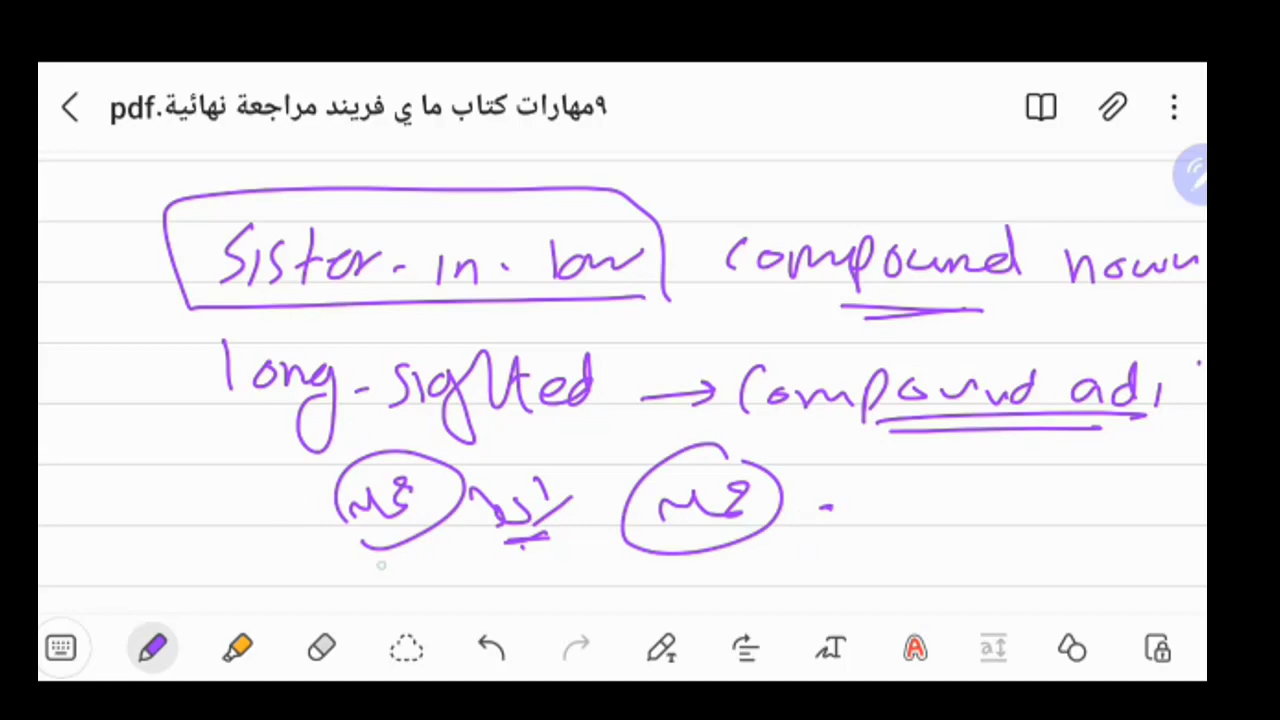 ٩مهارات كتاب ما ي فريند مراجعة نهائية.pdf
Sister-in-law compound noun
long-sighted → compound adj